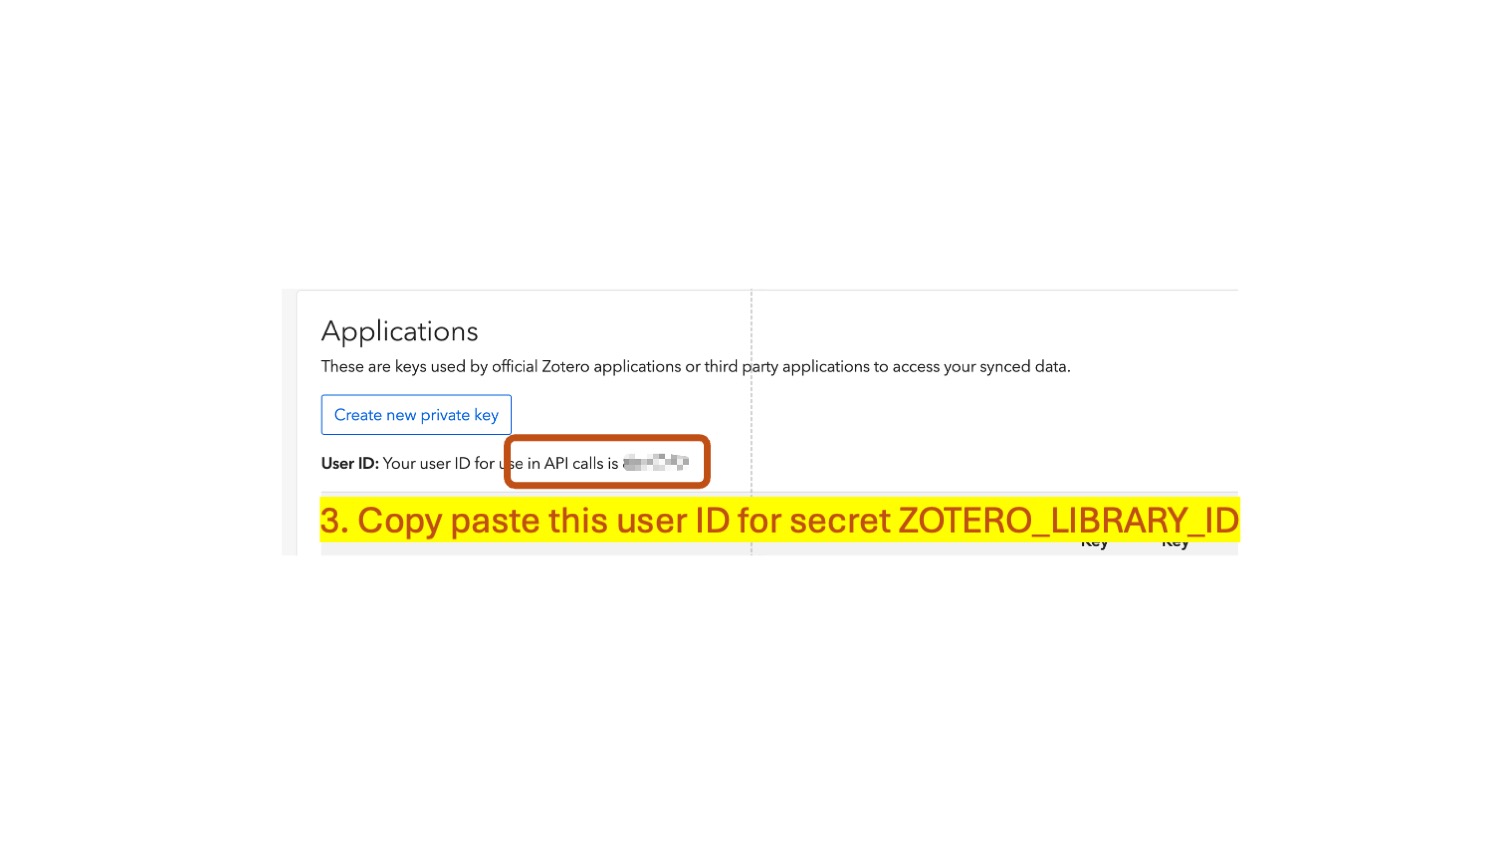 Applications
These are keys used by official Zotero applications or third party applications to access your synced data.
Create new private key
User ID: Your user ID for use in API calls is
3. Copy paste this user ID for secret ZOTERO_LIBRARY_ID
Key Key